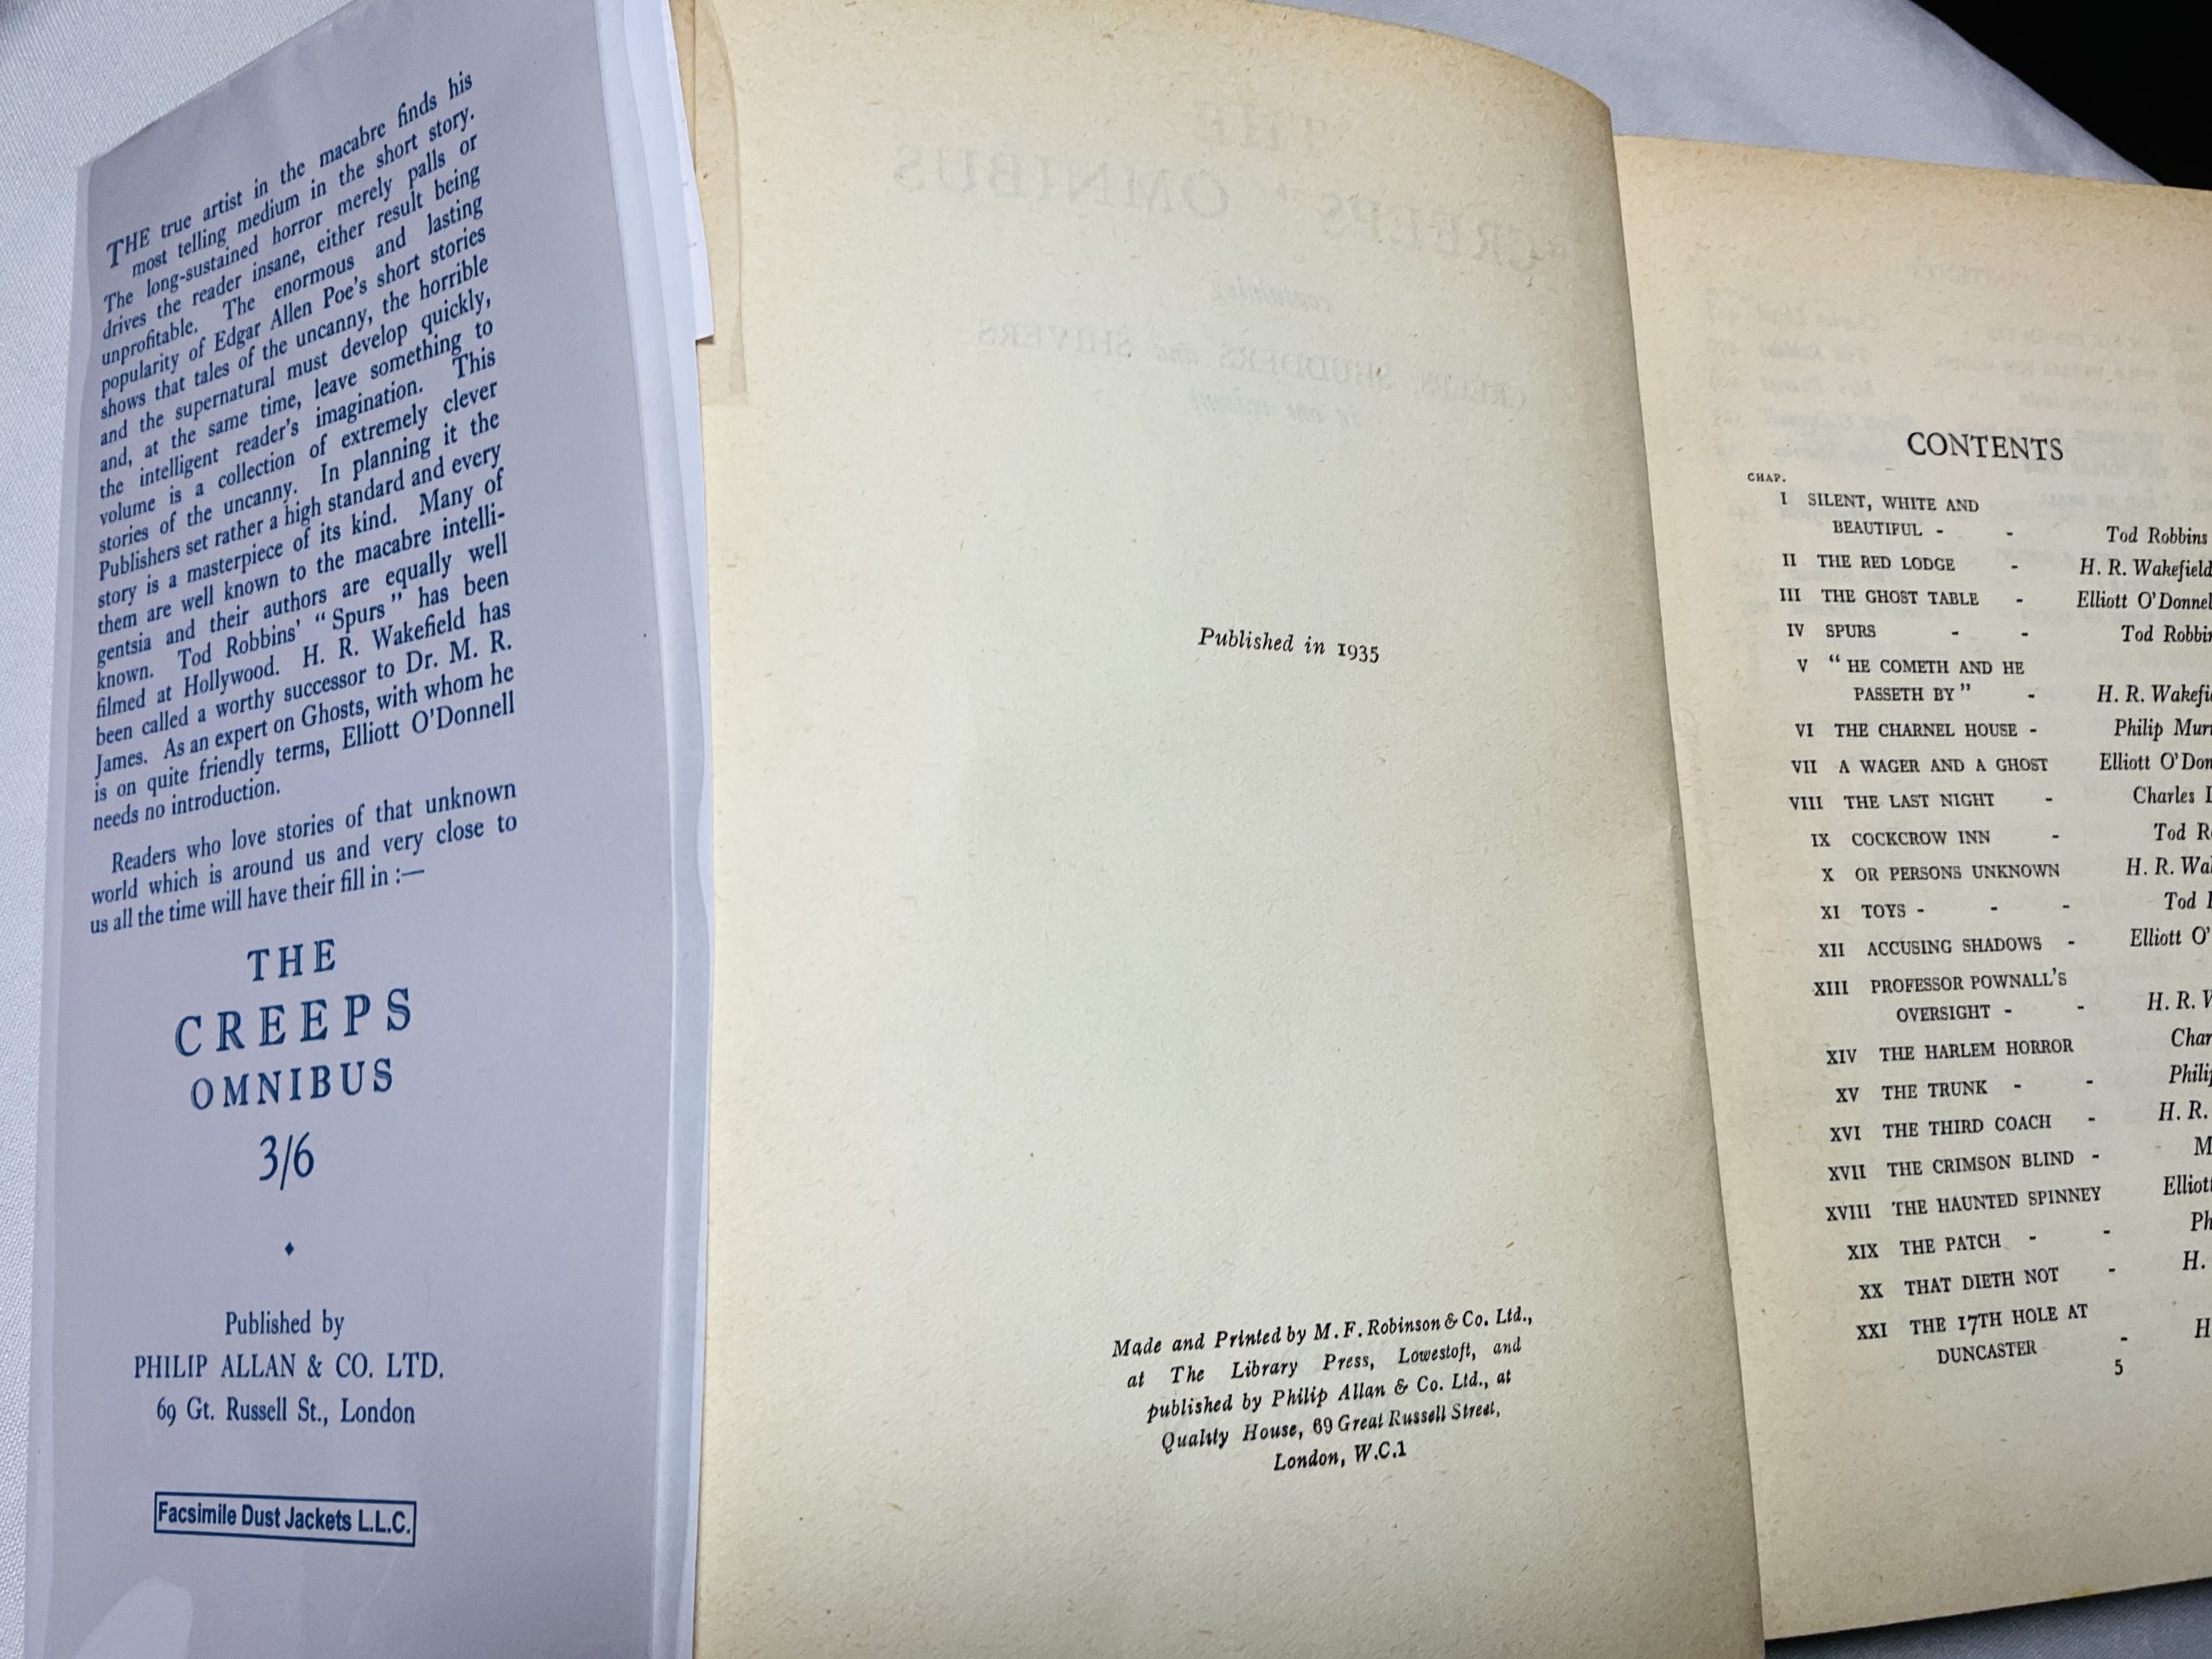 THE true artist in the macabre finds his
most telling medium in the short story.
The long-sustained horror merely palls or
drives the reader insane, either result being
unprofitable. The enormous and lasting
popularity of Edgar Allen Poe's short stories
shows that tales of the uncanny, the horrible
and the supernatural must develop quickly,
and, at the same time, leave something to
the intelligent reader's imagination. This
volume is a collection of extremely clever
stories of the uncanny. In planning it the
Publishers set rather a high standard and every
story is a masterpiece of its kind. Many of
them are well known to the macabre intelli-
gentsia and their authors are equally well
known. Tod Robbins' “Spurs” has been
filmed at Hollywood. H. R. Wakefield has
been called a worthy successor to Dr. M. R.
James. As an expert on Ghosts, with whom he
is on quite friendly terms, Elliott O'Donnell
needs no introduction.
Readers who love stories of that unknown
world which is around us and very close to
us all the time will have their fill in :—
THE
CREEPS
OMNIBUS
3/6
Published by
PHILIP ALLAN & CO. LTD.
69 Gt. Russell St., London
Facsimile Dust Jackets L.L.C.
THE
“CREEPS” OMNIBUS
containing
CREEPS, SHUDDERS and SHIVERS
in one volume
Published in 1935
Made and Printed by M. F. Robinson & Co. Ltd.,
at The Library Press, Lowestoft, and
published by Philip Allan & Co. Ltd., at
Quality House, 69 Great Russell Street,
London, W.C.1
CONTENTS
CHAP.
I SILENT, WHITE AND
BEAUTIFUL - - Tod Robbins
II THE RED LODGE - H. R. Wakefield
III THE GHOST TABLE - Elliott O'Donnel
IV SPURS - - Tod Robbin
V “HE COMETH AND HE
PASSETH BY” - H. R. Wakefie
VI THE CHARNEL HOUSE - Philip Murr
VII A WAGER AND A GHOST Elliott O'Don
VIII THE LAST NIGHT - Charles L
IX COCKCROW INN - Tod R
X OR PERSONS UNKNOWN H. R. Wa
XI TOYS - - - Tod
XII ACCUSING SHADOWS - Elliott O'
XIII PROFESSOR POWNALL'S
OVERSIGHT - - H. R. W
XIV THE HARLEM HORROR Char
XV THE TRUNK - - Philip
XVI THE THIRD COACH - H. R.
XVII THE CRIMSON BLIND - M
XVIII THE HAUNTED SPINNEY Elliott
XIX THE PATCH - - Ph
XX THAT DIETH NOT - H.
XXI THE 17TH HOLE AT
DUNCASTER - H
5